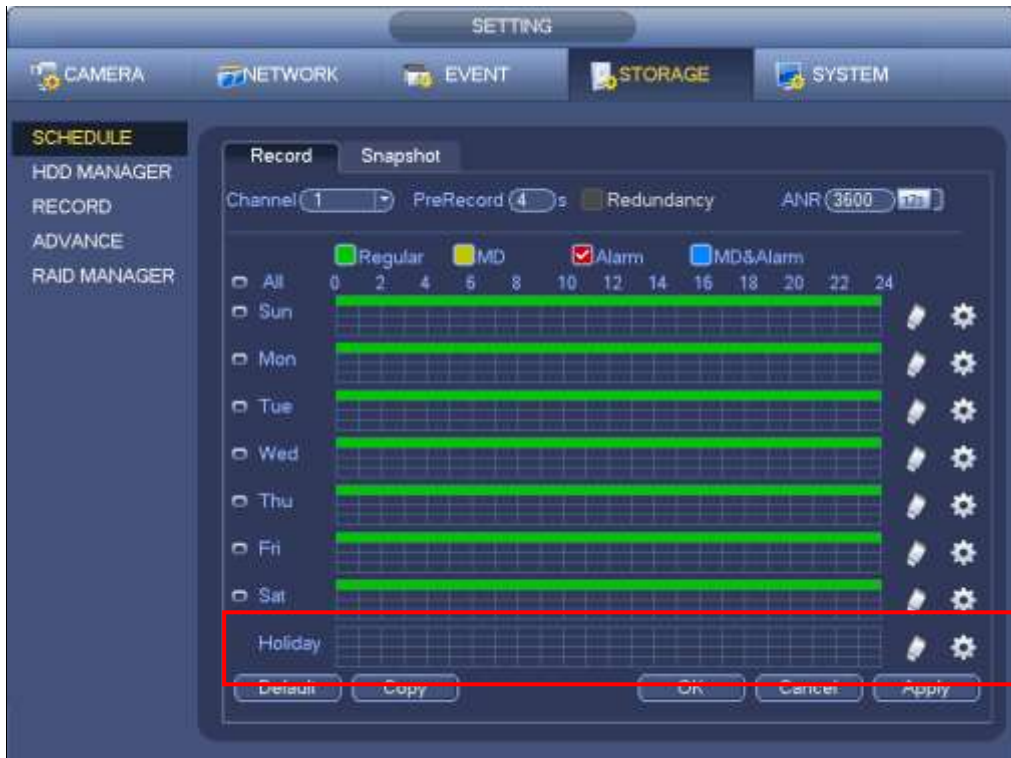 SETTING
CAMERA NETWORK EVENT STORAGE SYSTEM
SCHEDULE
HDD MANAGER
RECORD
ADVANCE
RAID MANAGER
Record Snapshot
Channel 1 PreRecord 4 s Redundancy ANR 3600
Regular MD Alarm MD&Alarm
All 0 2 4 6 8 10 12 14 16 18 20 22 24
Sun
Mon
Tue
Wed
Thu
Fri
Sat
Holiday
Default Copy OK Cancel Apply